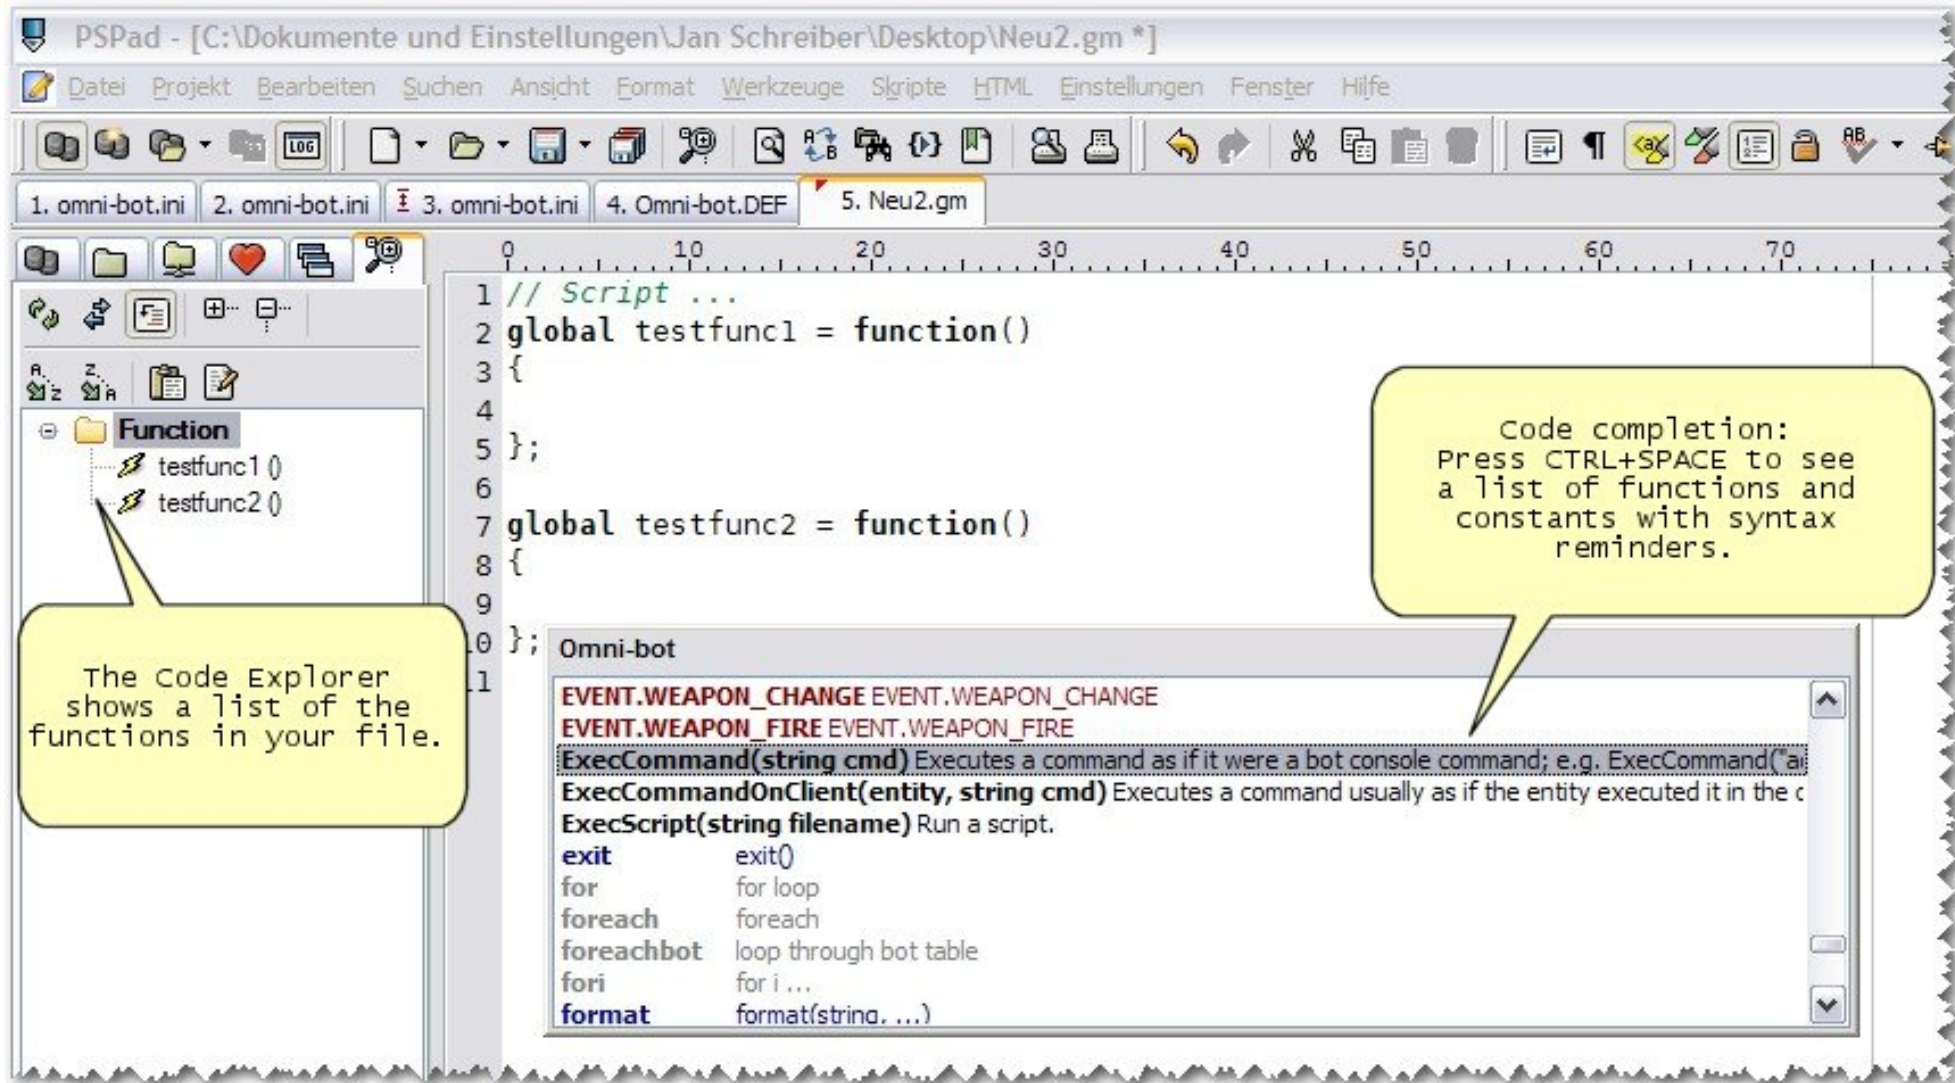 PSPad - [C:\Dokumente und Einstellungen\Jan Schreiber\Desktop\Neu2.gm *]
Datei Projekt Bearbeiten Suchen Ansicht Format Werkzeuge Skripte HTML Einstellungen Fenster Hilfe
LOG
1. omni-bot.ini 2. omni-bot.ini 3. omni-bot.ini 4. Omni-bot.DEF 5. Neu2.gm
0 10 20 30 40 50 60 70
Function
testfunc1 ()
testfunc2 ()
The Code Explorer
shows a list of the
functions in your file.
1 // Script ...
2 global testfunc1 = function()
3 {
4
5 };
6
7 global testfunc2 = function()
8 {
9
10 };
11
Code completion:
Press CTRL+SPACE to see
a list of functions and
constants with syntax
reminders.
Omni-bot
EVENT.WEAPON_CHANGE EVENT.WEAPON_CHANGE
EVENT.WEAPON_FIRE EVENT.WEAPON_FIRE
ExecCommand(string cmd) Executes a command as if it were a bot console command; e.g. ExecCommand("a
ExecCommandOnClient(entity, string cmd) Executes a command usually as if the entity executed it in the c
ExecScript(string filename) Run a script.
exit exit()
for for loop
foreach foreach
foreachbot loop through bot table
fori for i ...
format format(string, ...)